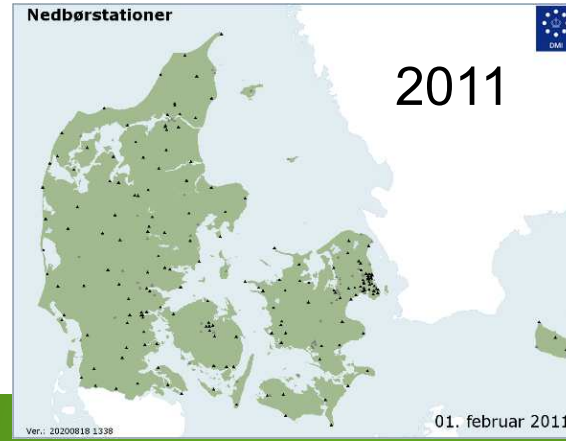 Nedbørstationer
DMI
2011
01. februar 2011
Ver.: 20200818 1338